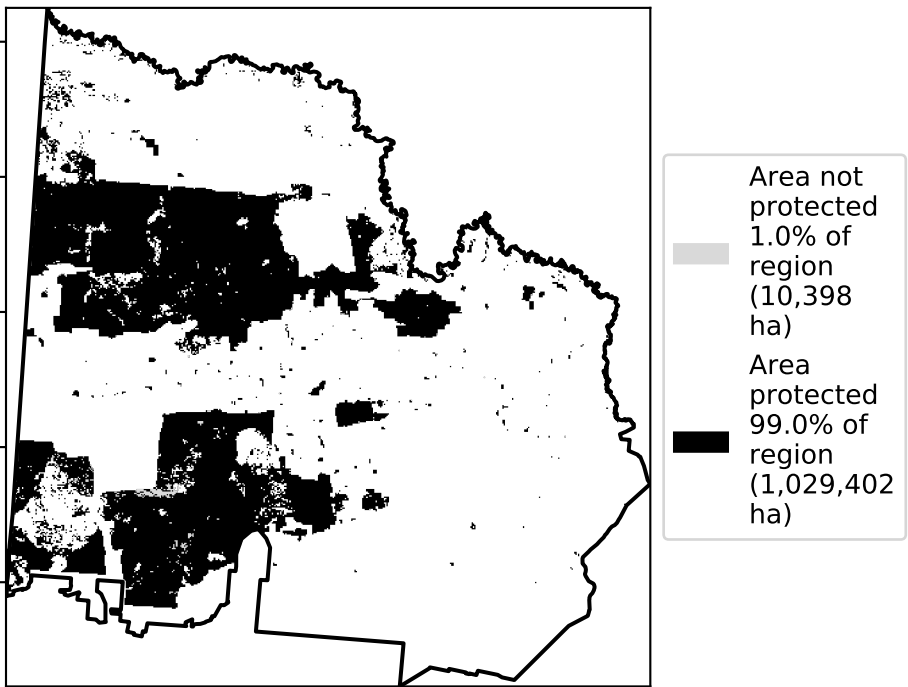 Area not
protected
1.0% of
region
(10,398
ha)
Area
protected
99.0% of
region
(1,029,402
ha)